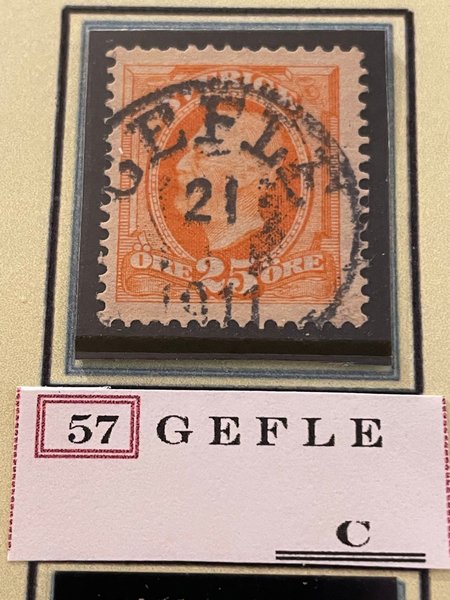 SVERIGE
GEFLE
21
1911
ÖRE 25 ÖRE
57 GEFLE
C